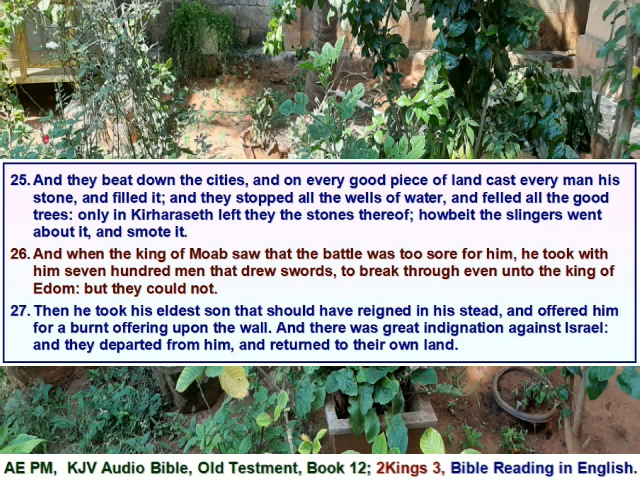 25. And they beat down the cities, and on every good piece of land cast every man his
stone, and filled it; and they stopped all the wells of water, and felled all the good
trees: only in Kirharaseth left they the stones thereof; howbeit the slingers went
about it, and smote it.
26. And when the king of Moab saw that the battle was too sore for him, he took with
him seven hundred men that drew swords, to break through even unto the king of
Edom: but they could not.
27. Then he took his eldest son that should have reigned in his stead, and offered him
for a burnt offering upon the wall. And there was great indignation against Israel:
and they departed from him, and returned to their own land.
AE PM, KJV Audio Bible, Old Testment, Book 12; 2Kings 3, Bible Reading in English.